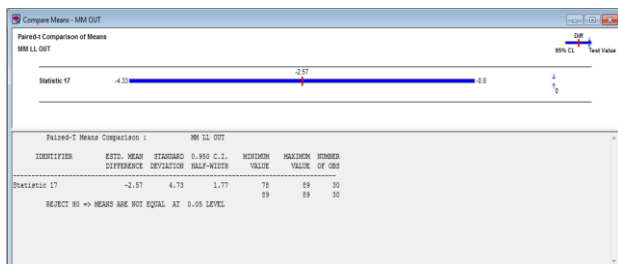 Compare Means - MM OUT
Paired-t Comparison of Means
MM LL OUT
Diff
95% CL Test Value
Statistic 17 -4.33 -2.57 -0.8 0
Paired-T Means Comparison : MM LL OUT
IDENTIFIER ESTD. MEAN STANDARD 0.950 C.I. MINIMUM MAXIMUM NUMBER
DIFFERENCE DEVIATION HALF-WIDTH VALUE VALUE OF OBS
Statistic 17 -2.57 4.73 1.77 78 89 30
89 89 30
REJECT H0 => MEANS ARE NOT EQUAL AT 0.05 LEVEL